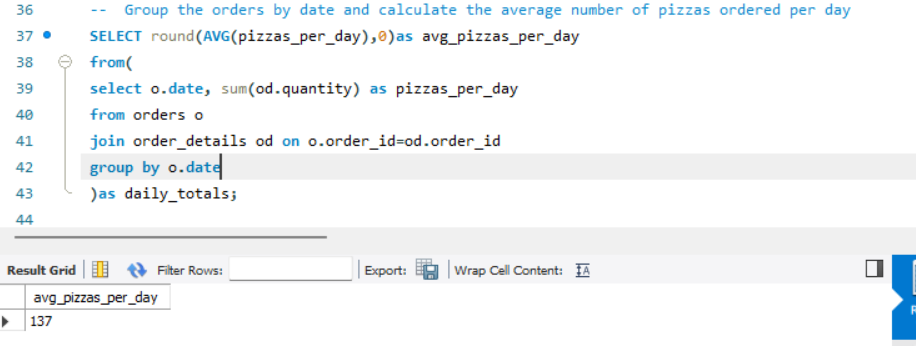 36 -- Group the orders by date and calculate the average number of pizzas ordered per day
37 SELECT round(AVG(pizzas_per_day),0)as avg_pizzas_per_day
38 from(
39 select o.date, sum(od.quantity) as pizzas_per_day
40 from orders o
41 join order_details od on o.order_id=od.order_id
42 group by o.date
43 )as daily_totals;
44
Result Grid Filter Rows: Export: Wrap Cell Content:
avg_pizzas_per_day
137